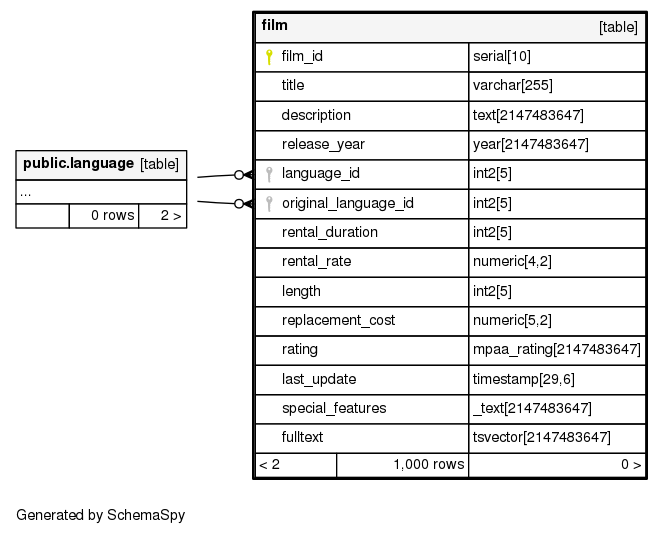 film [table]
film_id serial[10]
title varchar[255]
description text[2147483647]
release_year year[2147483647]
language_id int2[5]
original_language_id int2[5]
rental_duration int2[5]
rental_rate numeric[4,2]
length int2[5]
replacement_cost numeric[5,2]
rating mpaa_rating[2147483647]
last_update timestamp[29,6]
special_features _text[2147483647]
fulltext tsvector[2147483647]
< 2 1,000 rows 0 >
public.language [table]
...
0 rows 2 >
Generated by SchemaSpy